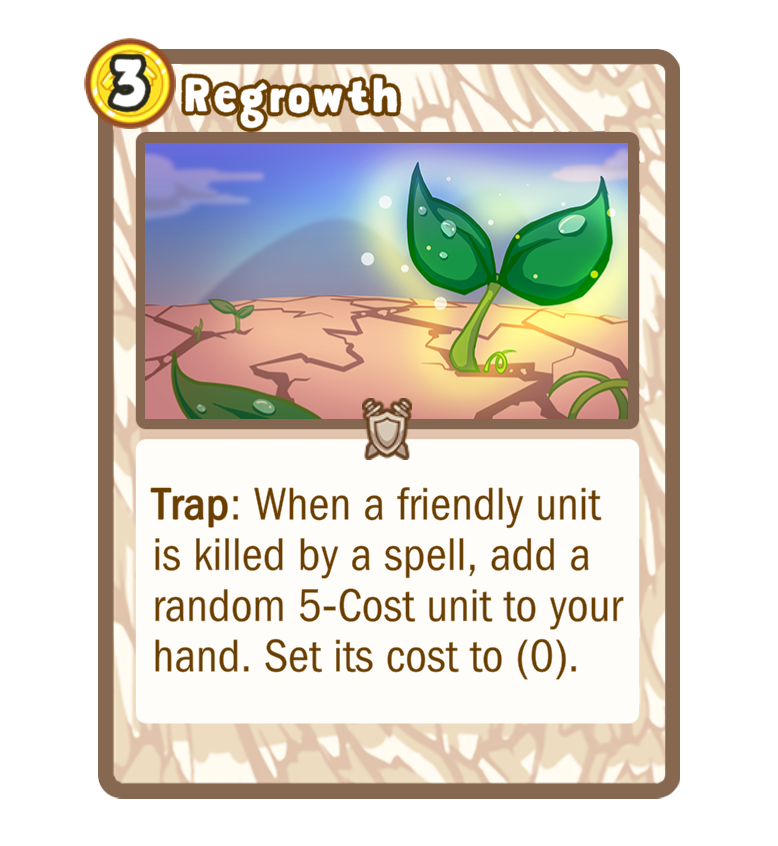 3
Regrowth
Trap: When a friendly unit
is killed by a spell, add a
random 5-Cost unit to your
hand. Set its cost to (0).